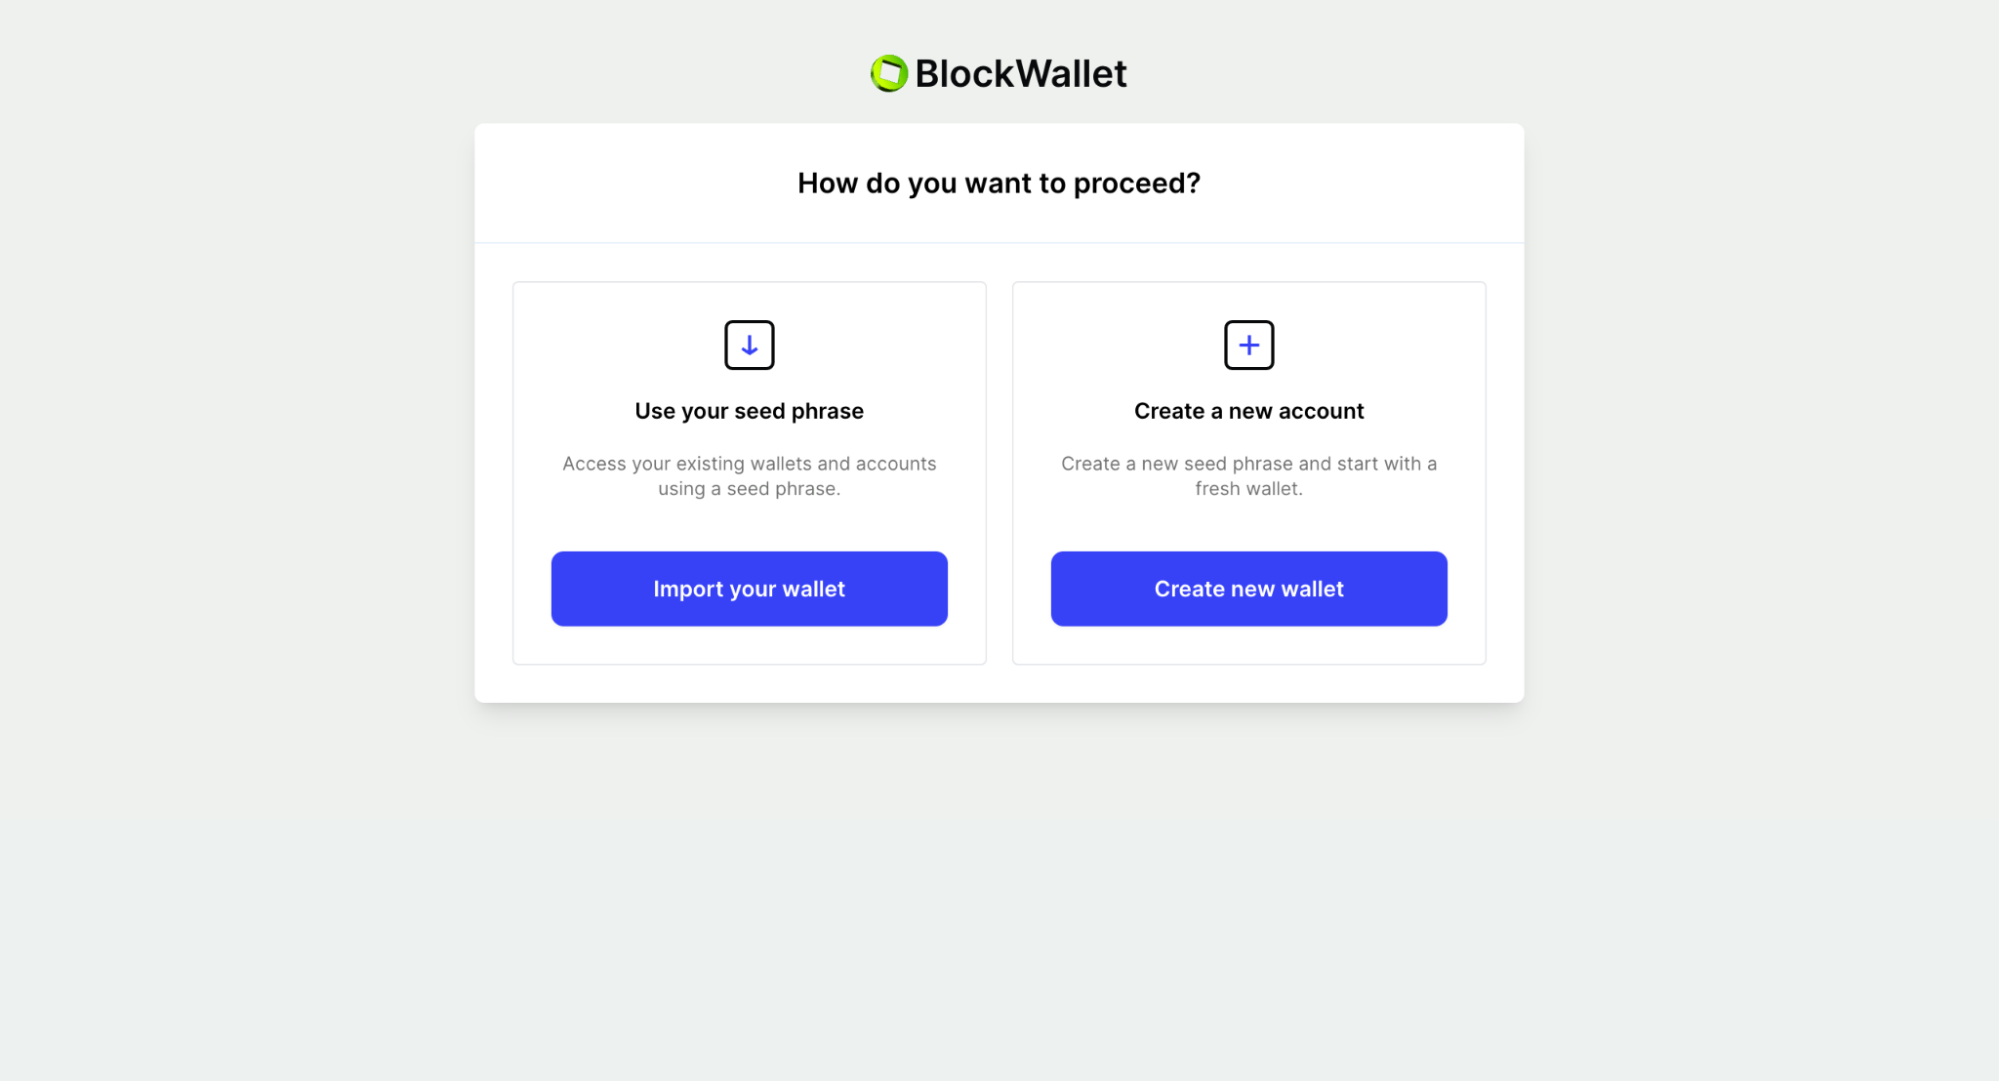 BlockWallet
How do you want to proceed?
Use your seed phrase
Access your existing wallets and accounts
using a seed phrase.
Import your wallet
Create a new account
Create a new seed phrase and start with a
fresh wallet.
Create new wallet